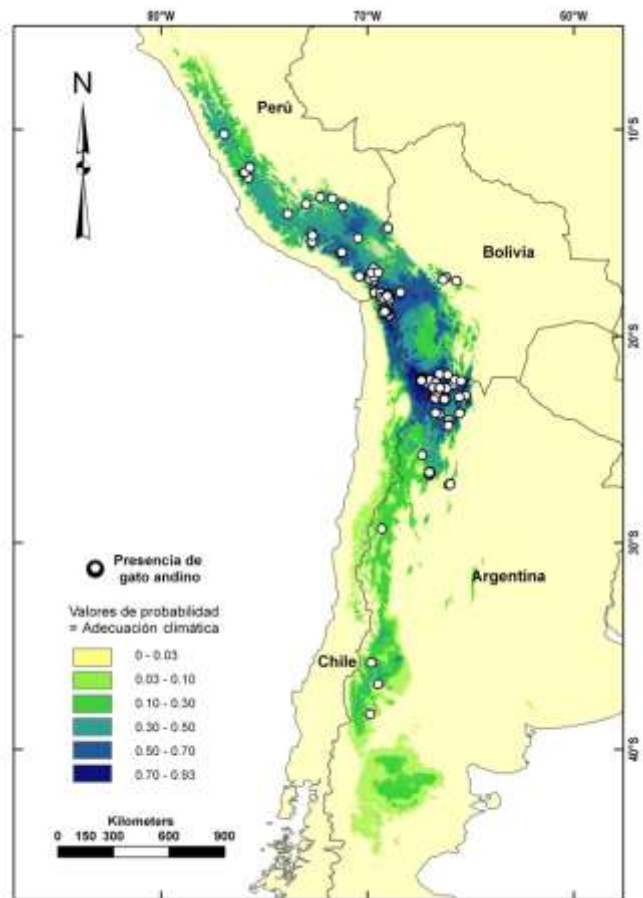 80°W
70°W
60°W
N
Perú
10°S
Bolivia
20°S
30°S
Presencia de
gato andino
Argentina
Valores de probabilidad
= Adecuación climática
Chile
0 - 0.03
0.03 - 0.10
0.10 - 0.30
0.30 - 0.50
0.50 - 0.70
0.70 - 0.93
40°S
Kilometers
0 150 300 600 900